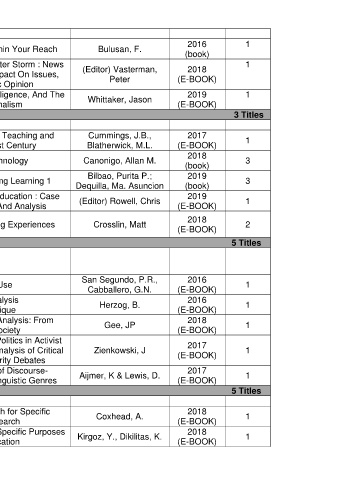 2016
hin Your Reach Bulusan, F. 1
(book)
ter Storm : News
(Editor) Vasterman, 2018 1
pact On Issues,
Peter (E-BOOK)
c Opinion
lligence, And The 2019 1
Whittaker, Jason
nalism (E-BOOK)
3 Titles
Teaching and Cummings, J.B., 2017
1
st Century Blatherwick, M.L. (E-BOOK)
2018
hnology Canonigo, Allan M. 3
(book)
Bilbao, Purita P.; 2019
ng Learning 1 3
Dequilla, Ma. Asuncion (book)
Education : Case 2019
(Editor) Rowell, Chris 1
And Analysis (E-BOOK)
2018
g Experiences Crosslin, Matt 2
(E-BOOK)
5 Titles
San Segundo, P.R., 2016
Use 1
Cabballero, G.N. (E-BOOK)
alysis 2016
Herzog, B. 1
ique (E-BOOK)
Analysis: From 2018
Gee, JP 1
ociety (E-BOOK)
Politics in Activist
2017
nalysis of Critical Zienkowski, J 1
(E-BOOK)
rity Debates
of Discourse- 2017
Aijmer, K & Lewis, D. 1
nguistic Genres (E-BOOK)
5 Titles
h for Specific 2018
Coxhead, A. 1
search (E-BOOK)
Specific Purposes 2018
Kirgoz, Y., Dikilitas, K. 1
cation (E-BOOK)